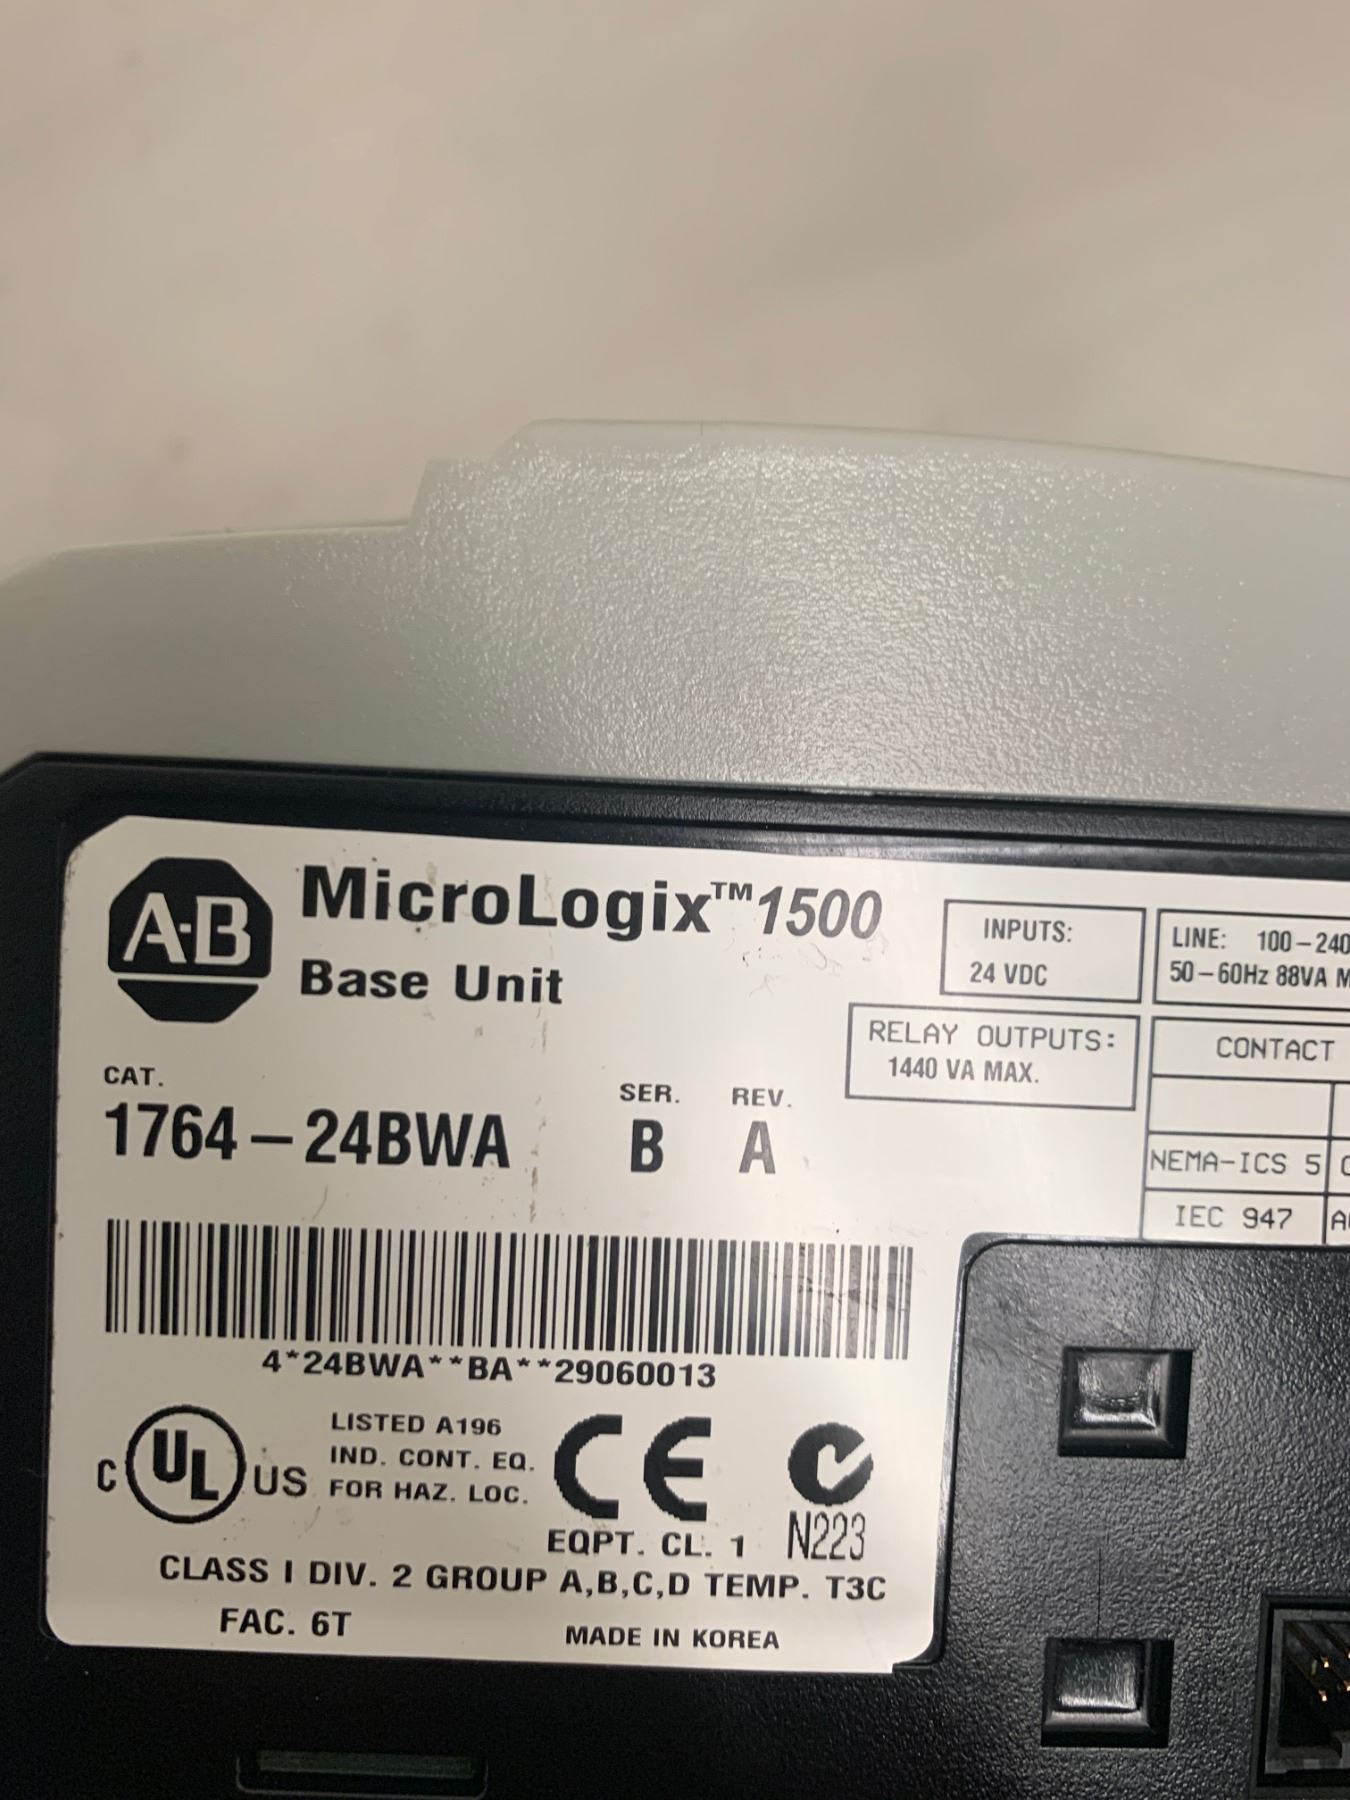 A-B
MicroLogix™ 1500
Base Unit
INPUTS:
24 VDC
LINE: 100-240
50-60Hz 88VA
RELAY OUTPUTS:
1440 VA MAX.
CONTACT
NEMA-ICS 5
IEC 947
CAT.
1764-24BWA
SER.
B
REV.
A
4*24BWA**BA**29060013
C UL US
LISTED A196
IND. CONT. EQ.
FOR HAZ. LOC.
CE
N223
EQPT. CL. 1
CLASS I DIV. 2 GROUP A,B,C,D TEMP. T3C
FAC. 6T
MADE IN KOREA